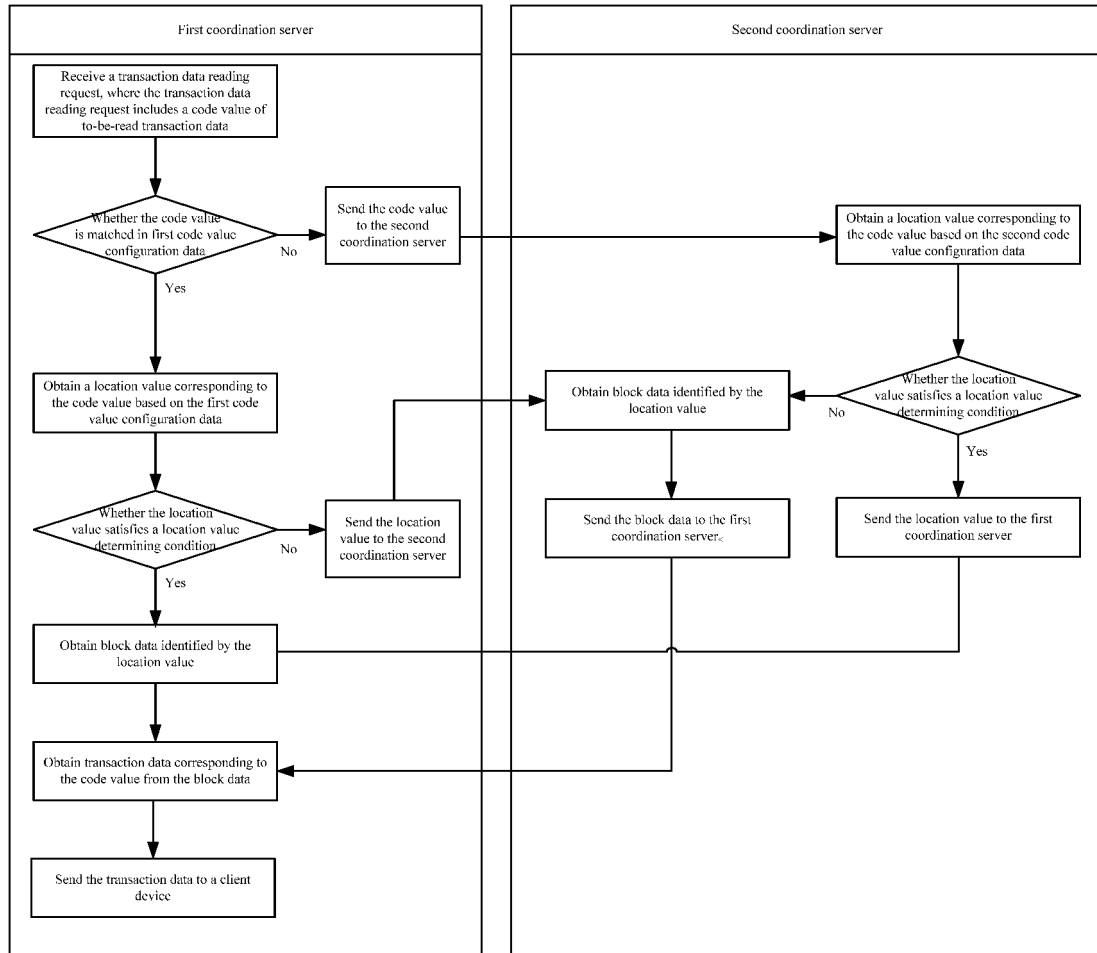 First coordination server
Second coordination server
Receive a transaction data reading
request, where the transaction data
reading request includes a code value of
to-be-read transaction data
Whether the code value
is matched in first code value
configuration data
No
Yes
Send the code value
to the second
coordination server
Obtain a location value corresponding to
the code value based on the second code
value configuration data
Obtain a location value corresponding to
the code value based on the first code
value configuration data
Obtain block data identified by the
location value
Whether the location
value satisfies a location value
determining condition
No
Yes
Whether the location
value satisfies a location value
determining condition
No
Yes
Send the location
value to the second
coordination server
Send the block data to the first
coordination server
Send the location value to the first
coordination server
Obtain block data identified by the
location value
Obtain transaction data corresponding to
the code value from the block data
Send the transaction data to a client
device